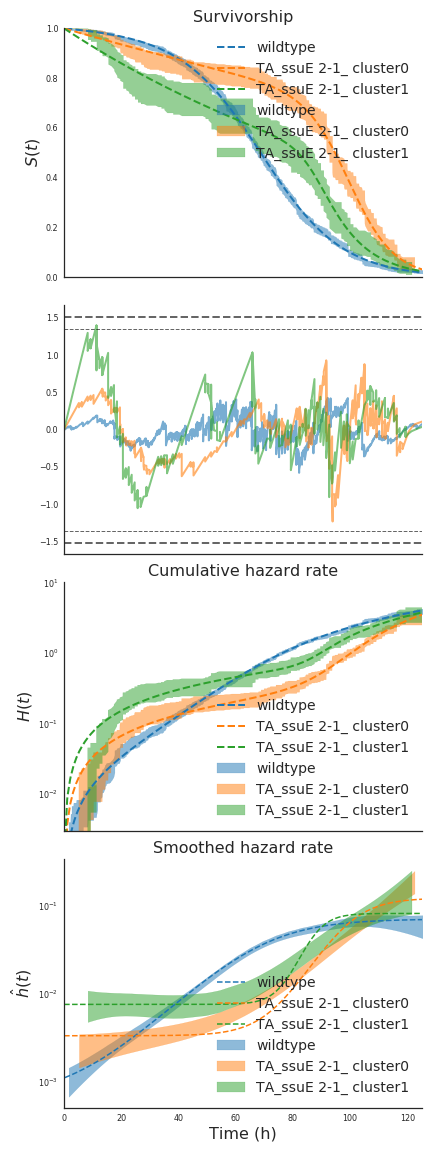 Survivorship
1.0
0.8
0.6
0.4
0.2
0.0
S(t)
wildtype
TA_ssuE 2-1_ cluster0
TA_ssuE 2-1_ cluster1
wildtype
TA_ssuE 2-1_ cluster0
TA_ssuE 2-1_ cluster1
1.5
1.0
0.5
0.0
−0.5
−1.0
−1.5
Cumulative hazard rate
10¹
10⁰
10⁻¹
10⁻²
H(t)
wildtype
TA_ssuE 2-1_ cluster0
TA_ssuE 2-1_ cluster1
wildtype
TA_ssuE 2-1_ cluster0
TA_ssuE 2-1_ cluster1
Smoothed hazard rate
10⁻¹
10⁻²
10⁻³
ĥ(t)
wildtype
TA_ssuE 2-1_ cluster0
TA_ssuE 2-1_ cluster1
wildtype
TA_ssuE 2-1_ cluster0
TA_ssuE 2-1_ cluster1
0 20 40 60 80 100 120
Time (h)